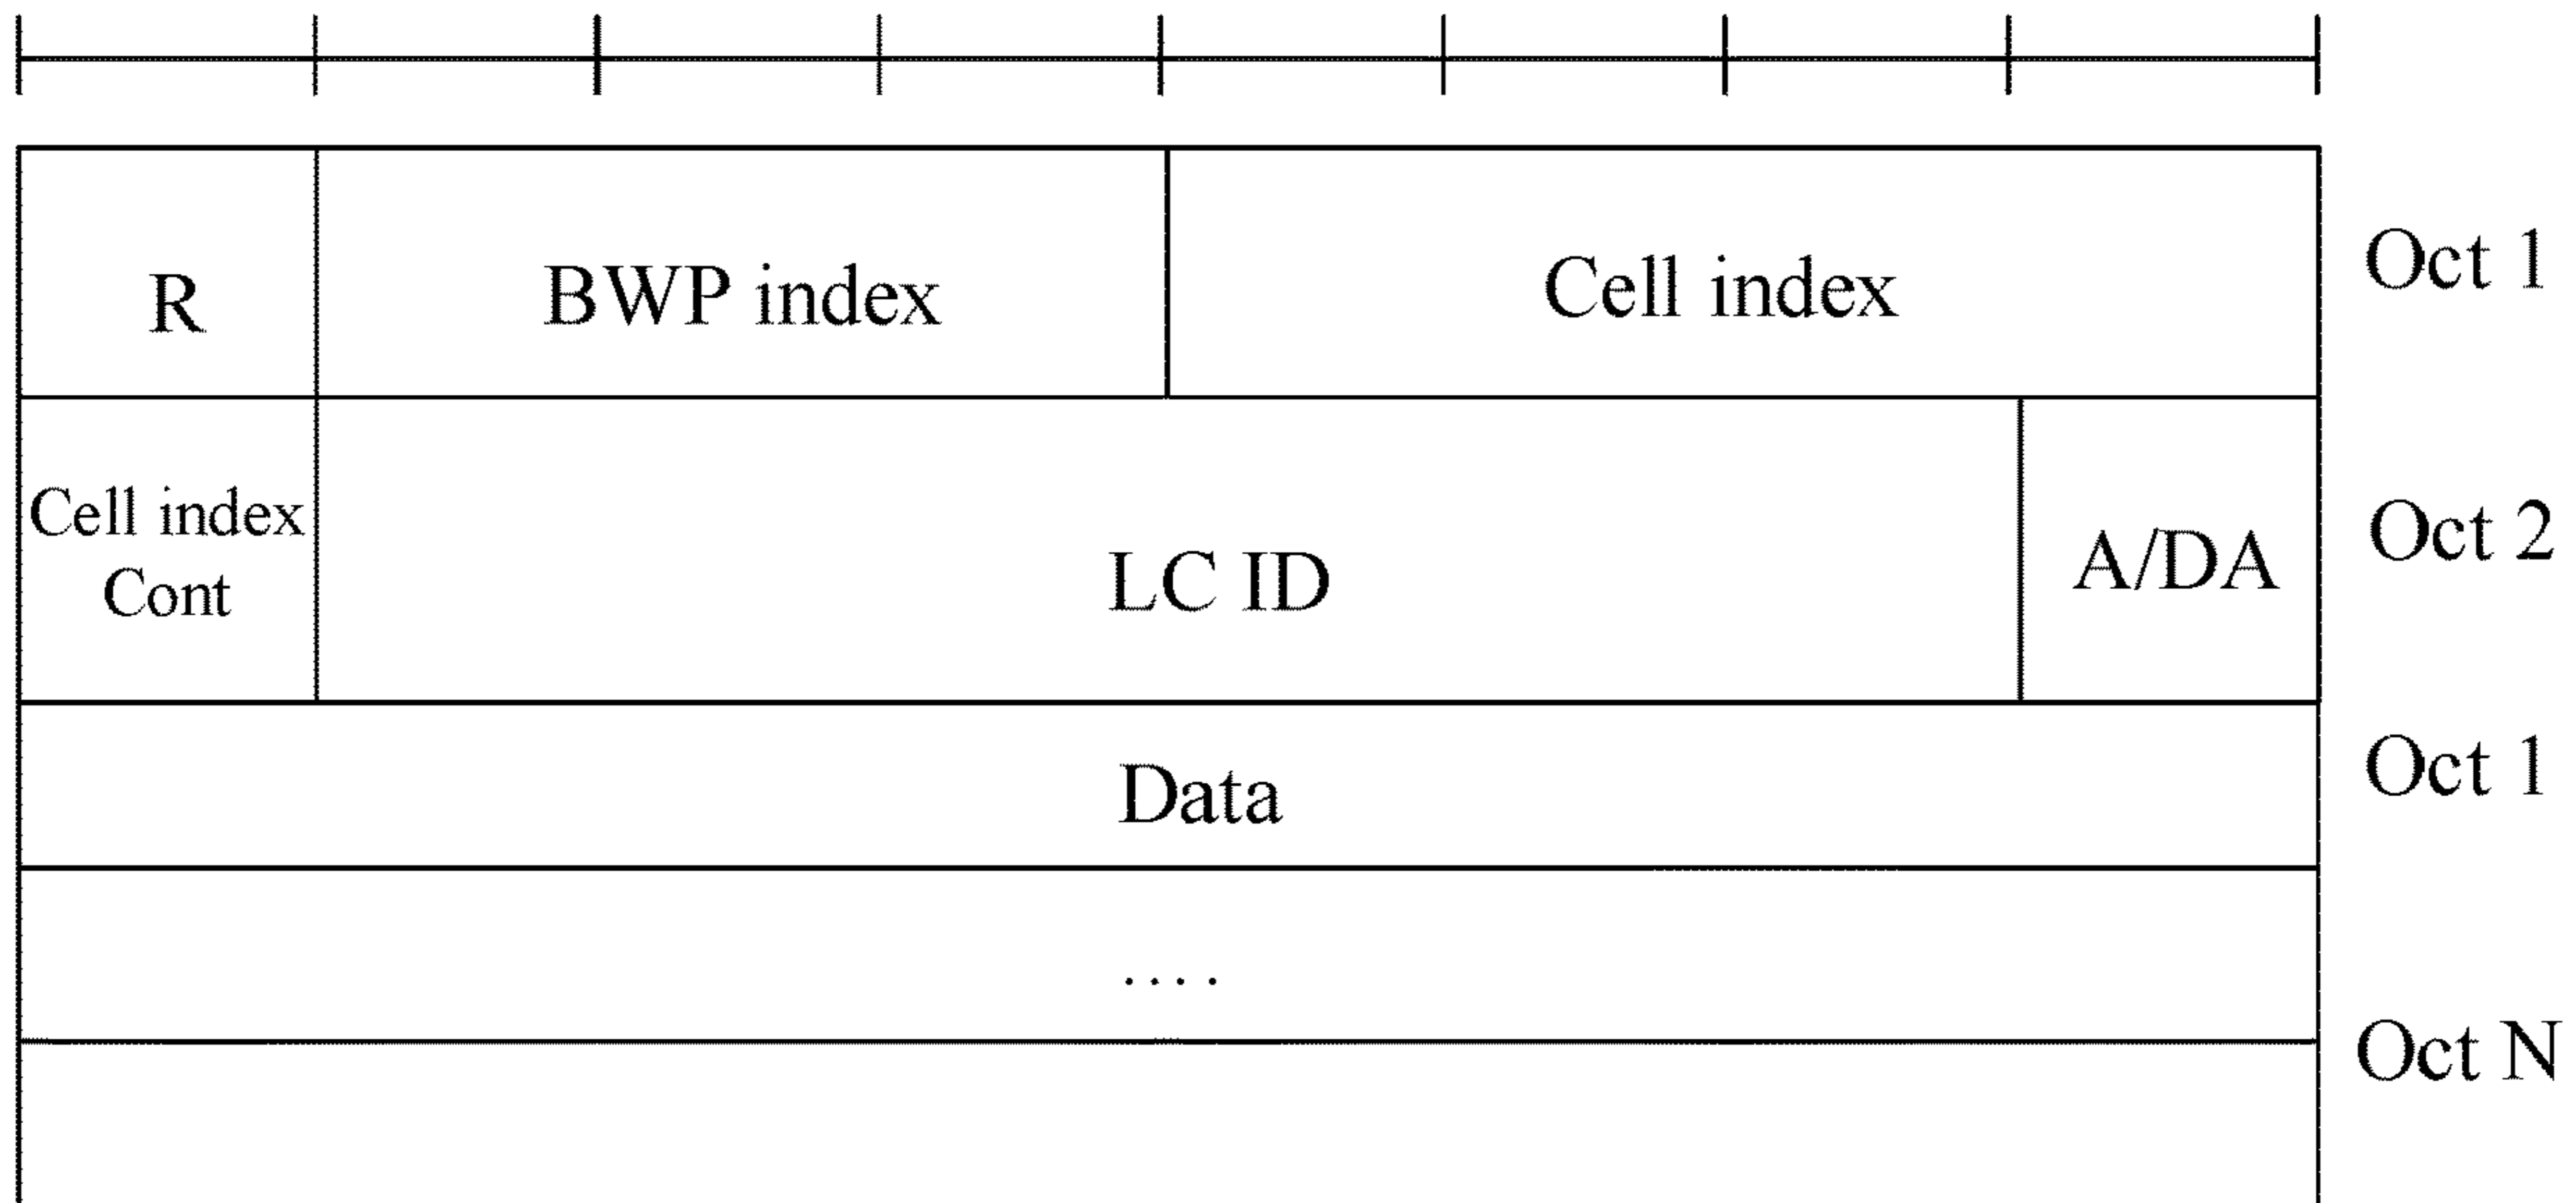 R
BWP index
Cell index
Oct 1
Cell index
Cont
LC ID
A/DA
Oct 2
Data
Oct 1
....
Oct N